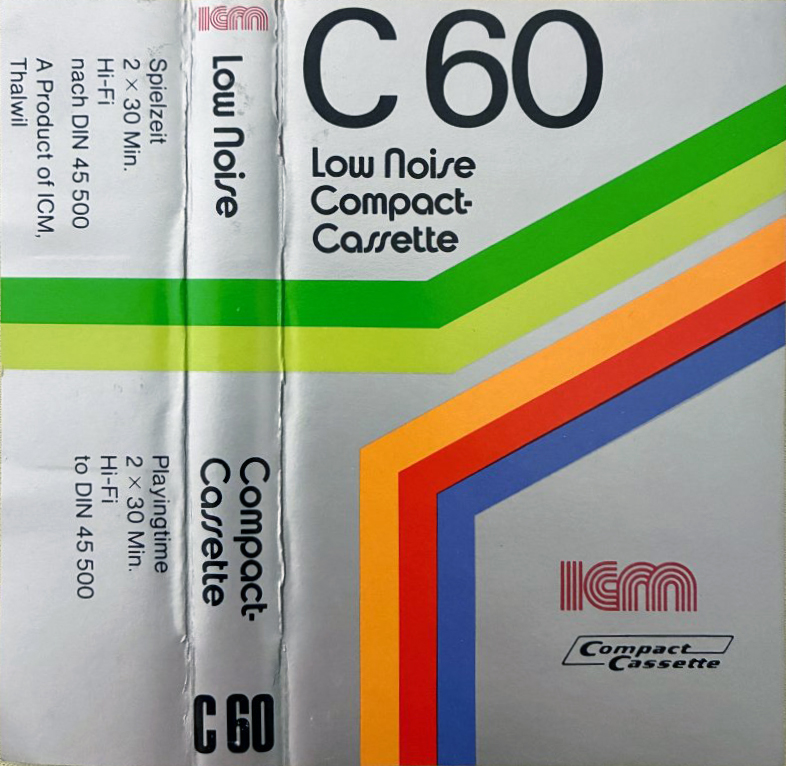 C 60
Low Noise
Compact-
Cassette
ICM
Compact
Cassette
ICM
Low Noise
Compact-
Cassette
C 60
Spielzeit
2 × 30 Min.
Hi-Fi
nach DIN 45 500
A Product of ICM,
Thalwil
Playingtime
2 × 30 Min.
Hi-Fi
to DIN 45 500